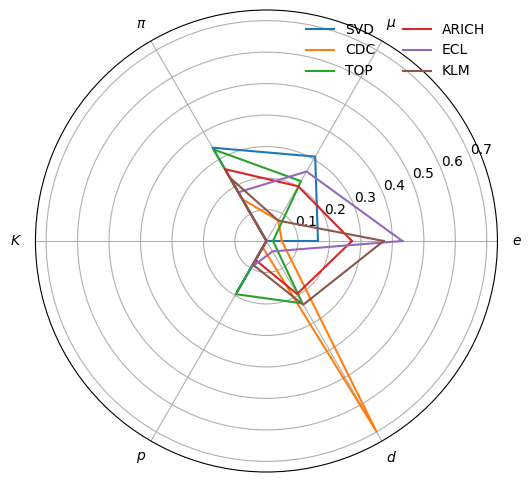 π
μ
SVD ARICH
CDC ECL
TOP KLM
0.7
0.6
0.5
0.4
0.3
0.2
0.1
K
e
p
d